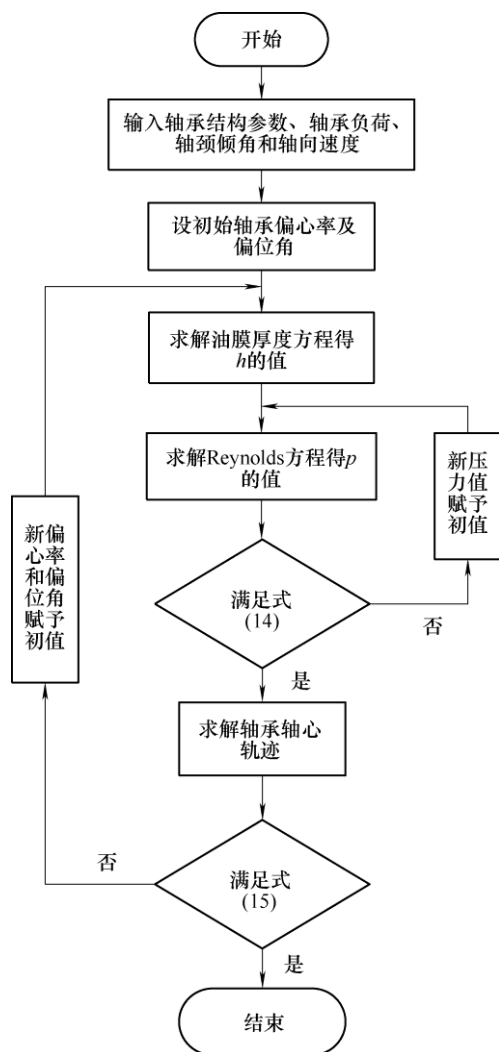 开始
输入轴承结构参数、轴承负荷、
轴颈倾角和轴向速度
设初始轴承偏心率及
偏位角
求解油膜厚度方程得
h的值
求解Reynolds方程得p
的值
新压
力值
赋予
初值
新偏
心率
和偏
位角
赋予
初值
满足式
(14)
否
是
求解轴承轴心
轨迹
否
满足式
(15)
是
结束